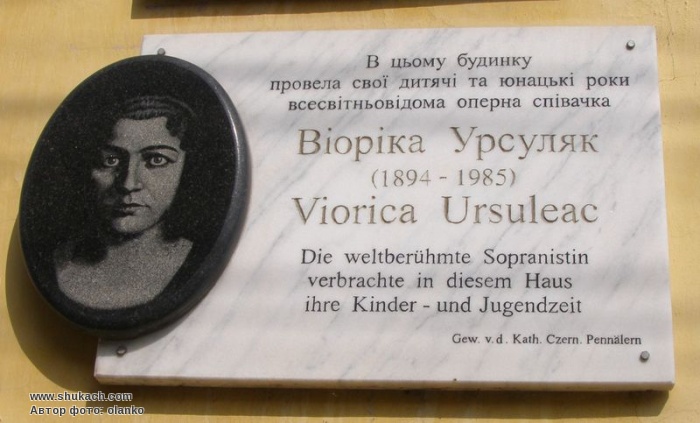 В цьому будинку
провела свої дитячі та юнацькі роки
всесвітньовідома оперна співачка
Віоріка Урсуляк
(1894 - 1985)
Viorica Ursuleac
Die weltberühmte Sopranistin
verbrachte in diesem Haus
ihre Kinder - und Jugendzeit
Gew. v. d. Kath. Czern. Pennälern
www.shukach.com
Автор фото: olanko